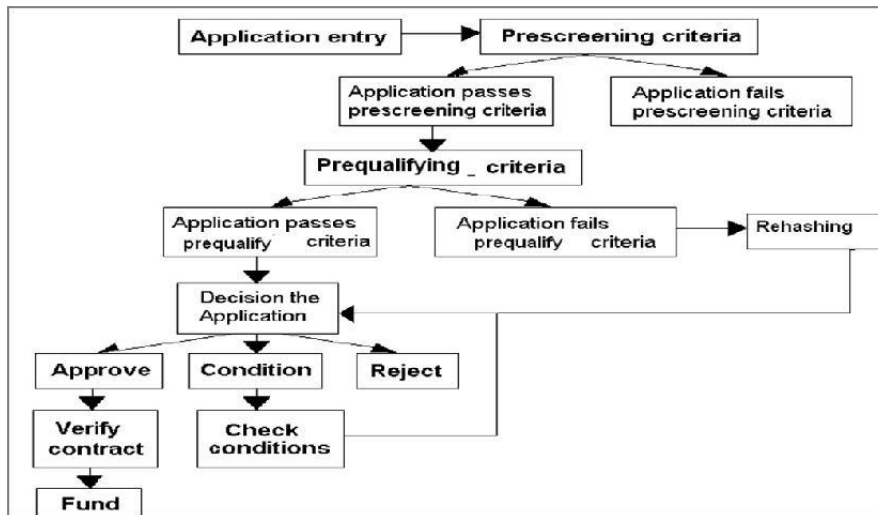 Application entry
Prescreening criteria
Application passes
prescreening criteria
Application fails
prescreening criteria
Prequalifying _ criteria
Application passes
prequalify criteria
Application fails
prequalify criteria
Rehashing
Decision the
Application
Approve
Condition
Reject
Verify
contract
Check
conditions
Fund